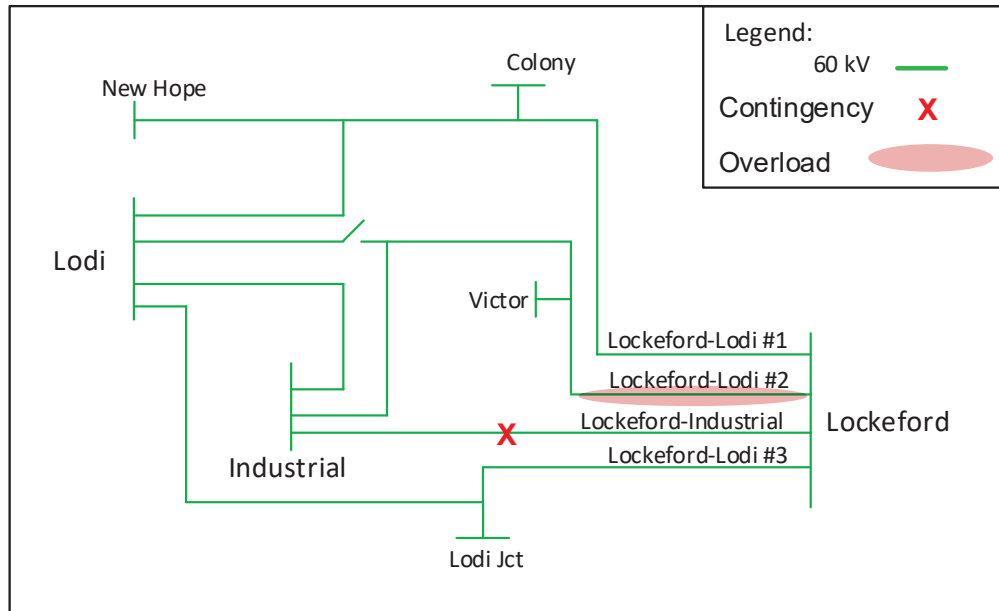 Legend:
60 kV
Contingency X
Overload
Colony
New Hope
Lodi
Victor
Lockeford-Lodi #1
Lockeford-Lodi #2
Lockeford-Industrial
Lockeford
X
Industrial
Lockeford-Lodi #3
Lodi Jct